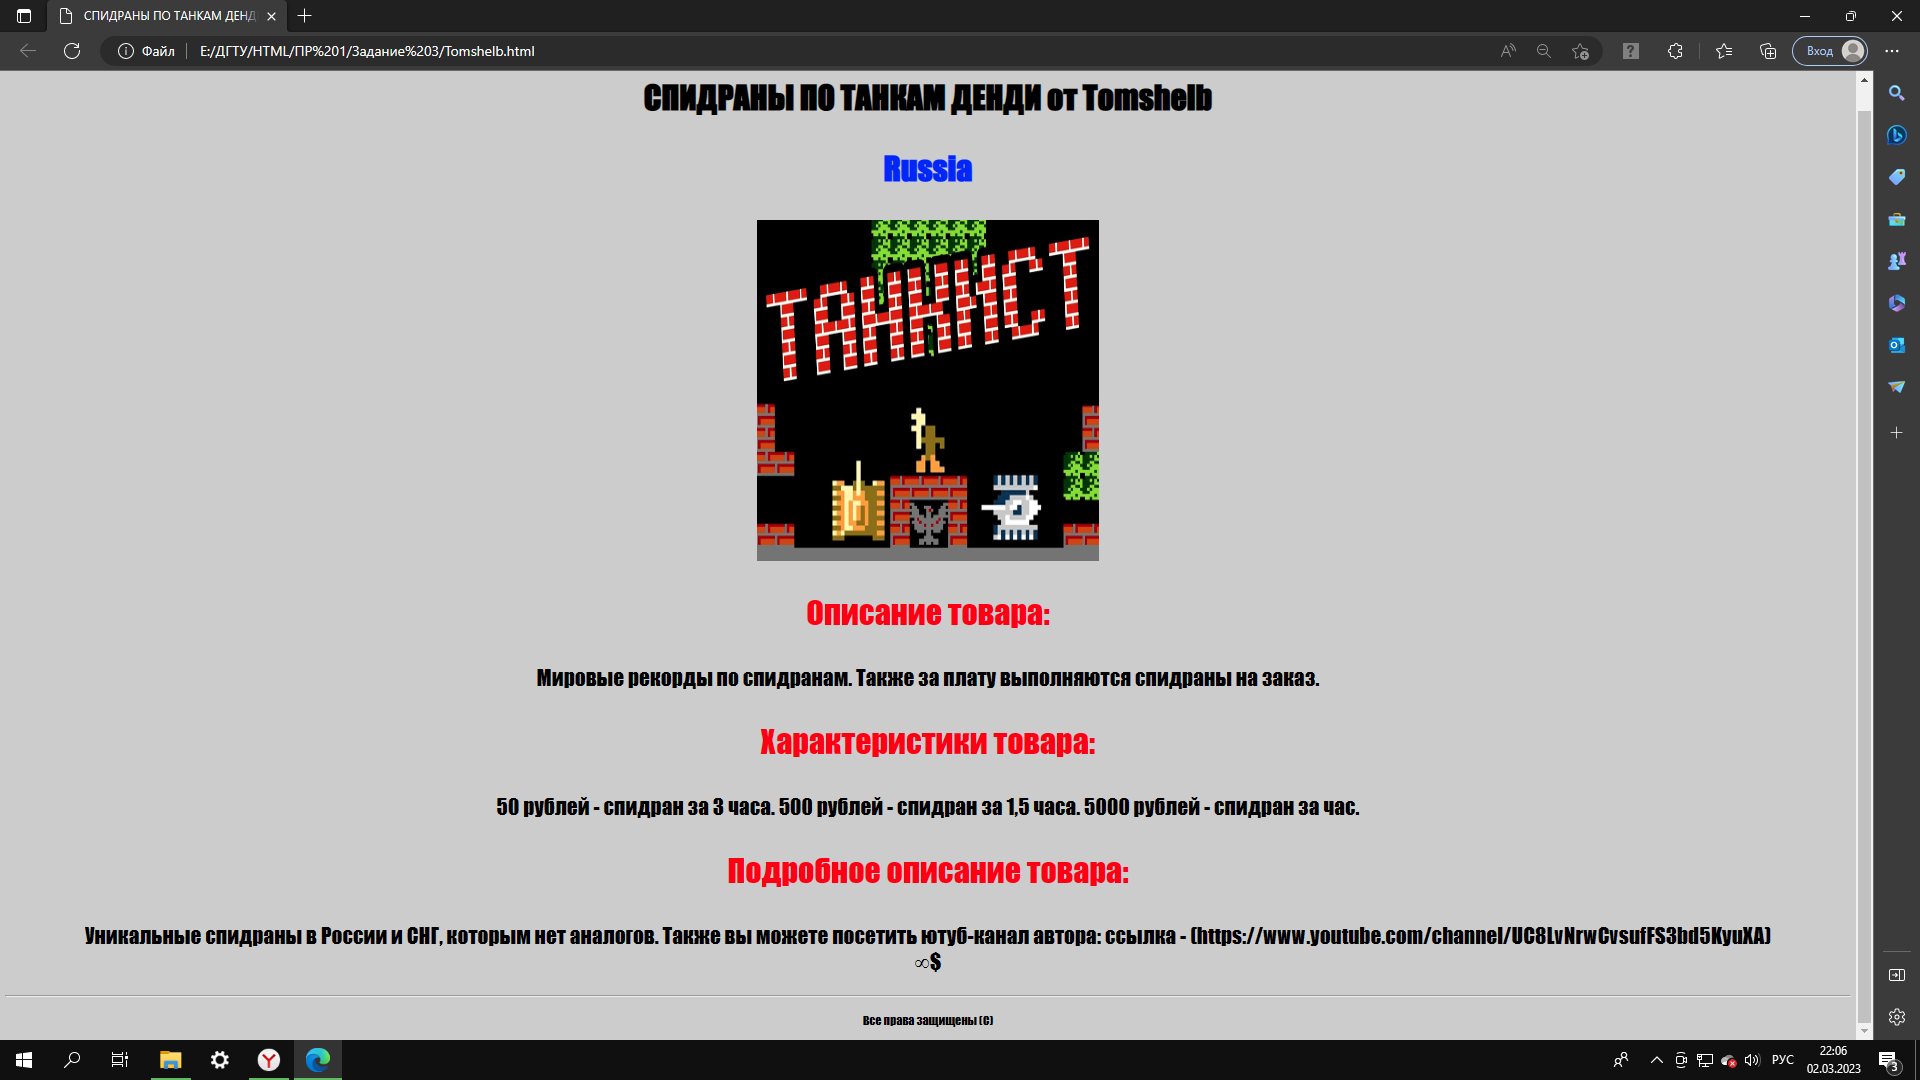 СПИДРАНЫ ПО ТАНКАМ ДЕНД
Файл
E:/ДГТУ/HTML/ПР%201/Задание%203/Tomshelb.html
Вход
СПИДРАНЫ ПО ТАНКАМ ДЕНДИ от Tomshelb
Russia
ТАНКИСТ
Описание товара:
Мировые рекорды по спидранам. Также за плату выполняются спидраны на заказ.
Характеристики товара:
50 рублей - спидран за 3 часа. 500 рублей - спидран за 1,5 часа. 5000 рублей - спидран за час.
Подробное описание товара:
Уникальные спидраны в России и СНГ, которым нет аналогов. Также вы можете посетить ютуб-канал автора: ссылка - (https://www.youtube.com/channel/UC8LvNrwCvsufFS3bd5KyuXA)
∞$
Все права защищены (C)
РУС
22:06
02.03.2023
3